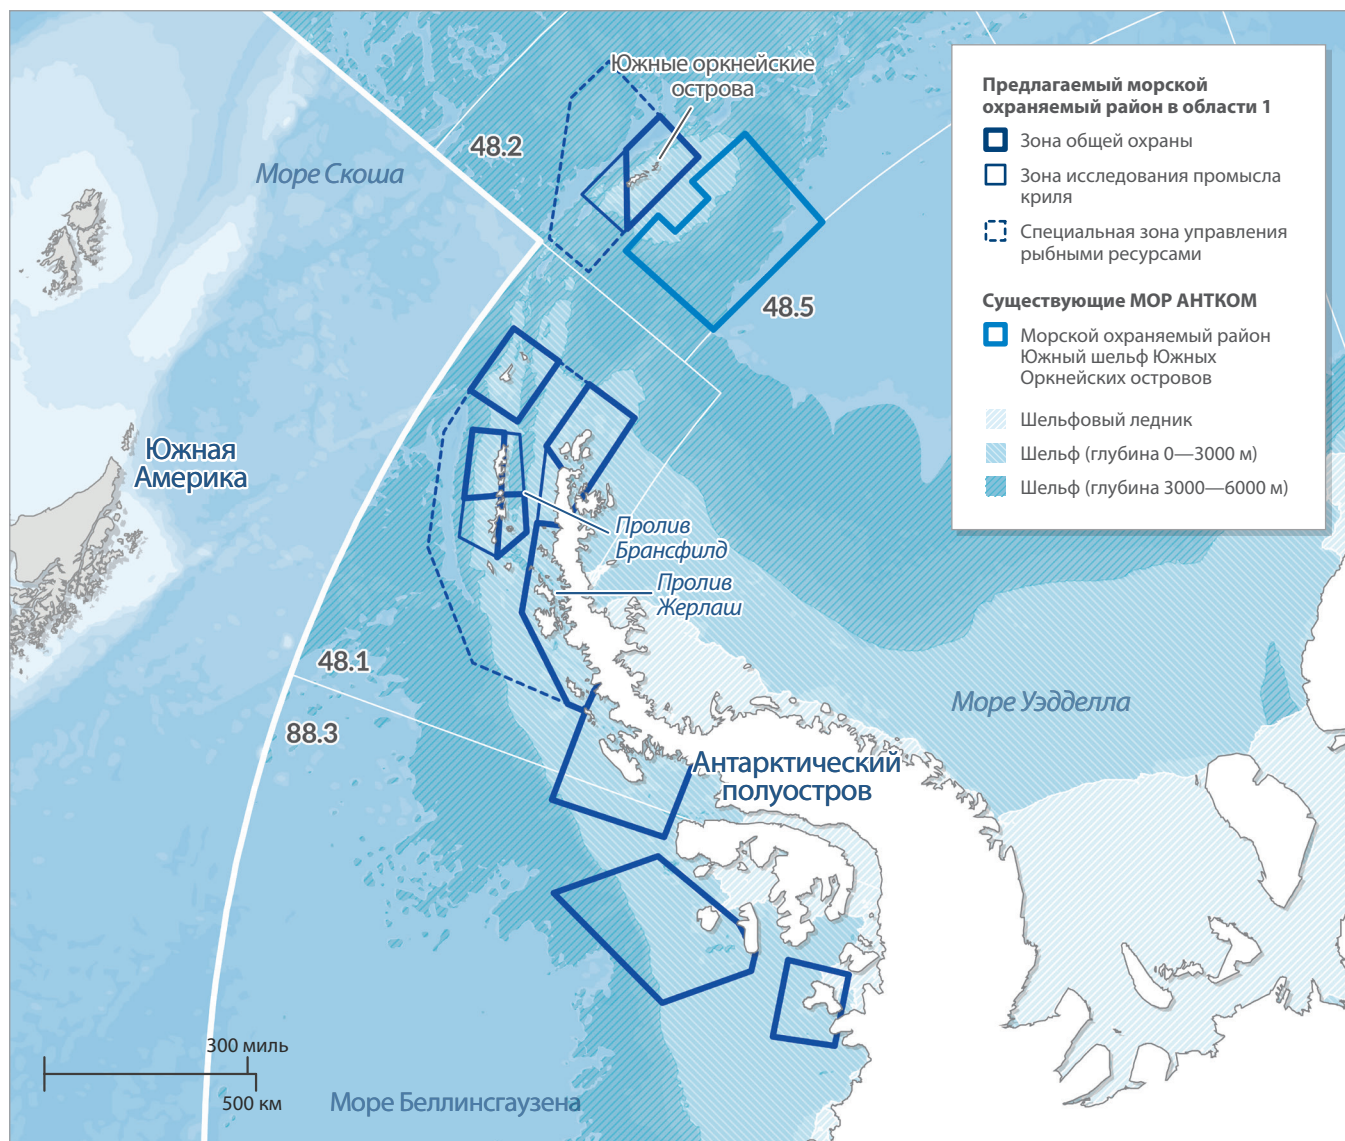 Южные оркнейские
острова
48.2
Море Скоша
48.5
Южная
Америка
Пролив
Брансфилд
Пролив
Жерлаш
48.1
88.3
Море Уэдделла
Антарктический
полуостров
300 миль
500 км
Море Беллинсгаузена
Предлагаемый морской
охраняемый район в области 1
Зона общей охраны
Зона исследования промысла
криля
Специальная зона управления
рыбными ресурсами
Существующие МОР АНТКОМ
Морской охраняемый район
Южный шельф Южных
Оркнейских островов
Шельфовый ледник
Шельф (глубина 0—3000 м)
Шельф (глубина 3000—6000 м)